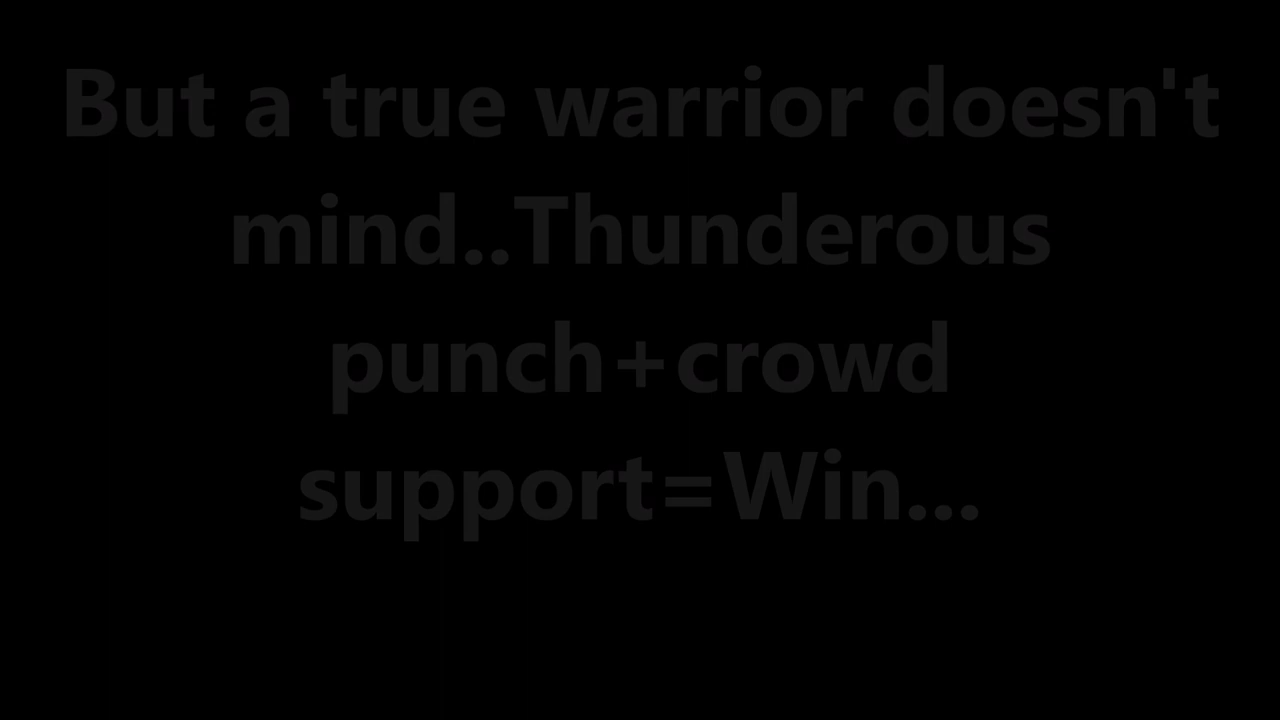 But a true warrior doesn't
mind..Thunderous
punch+crowd
support=Win...